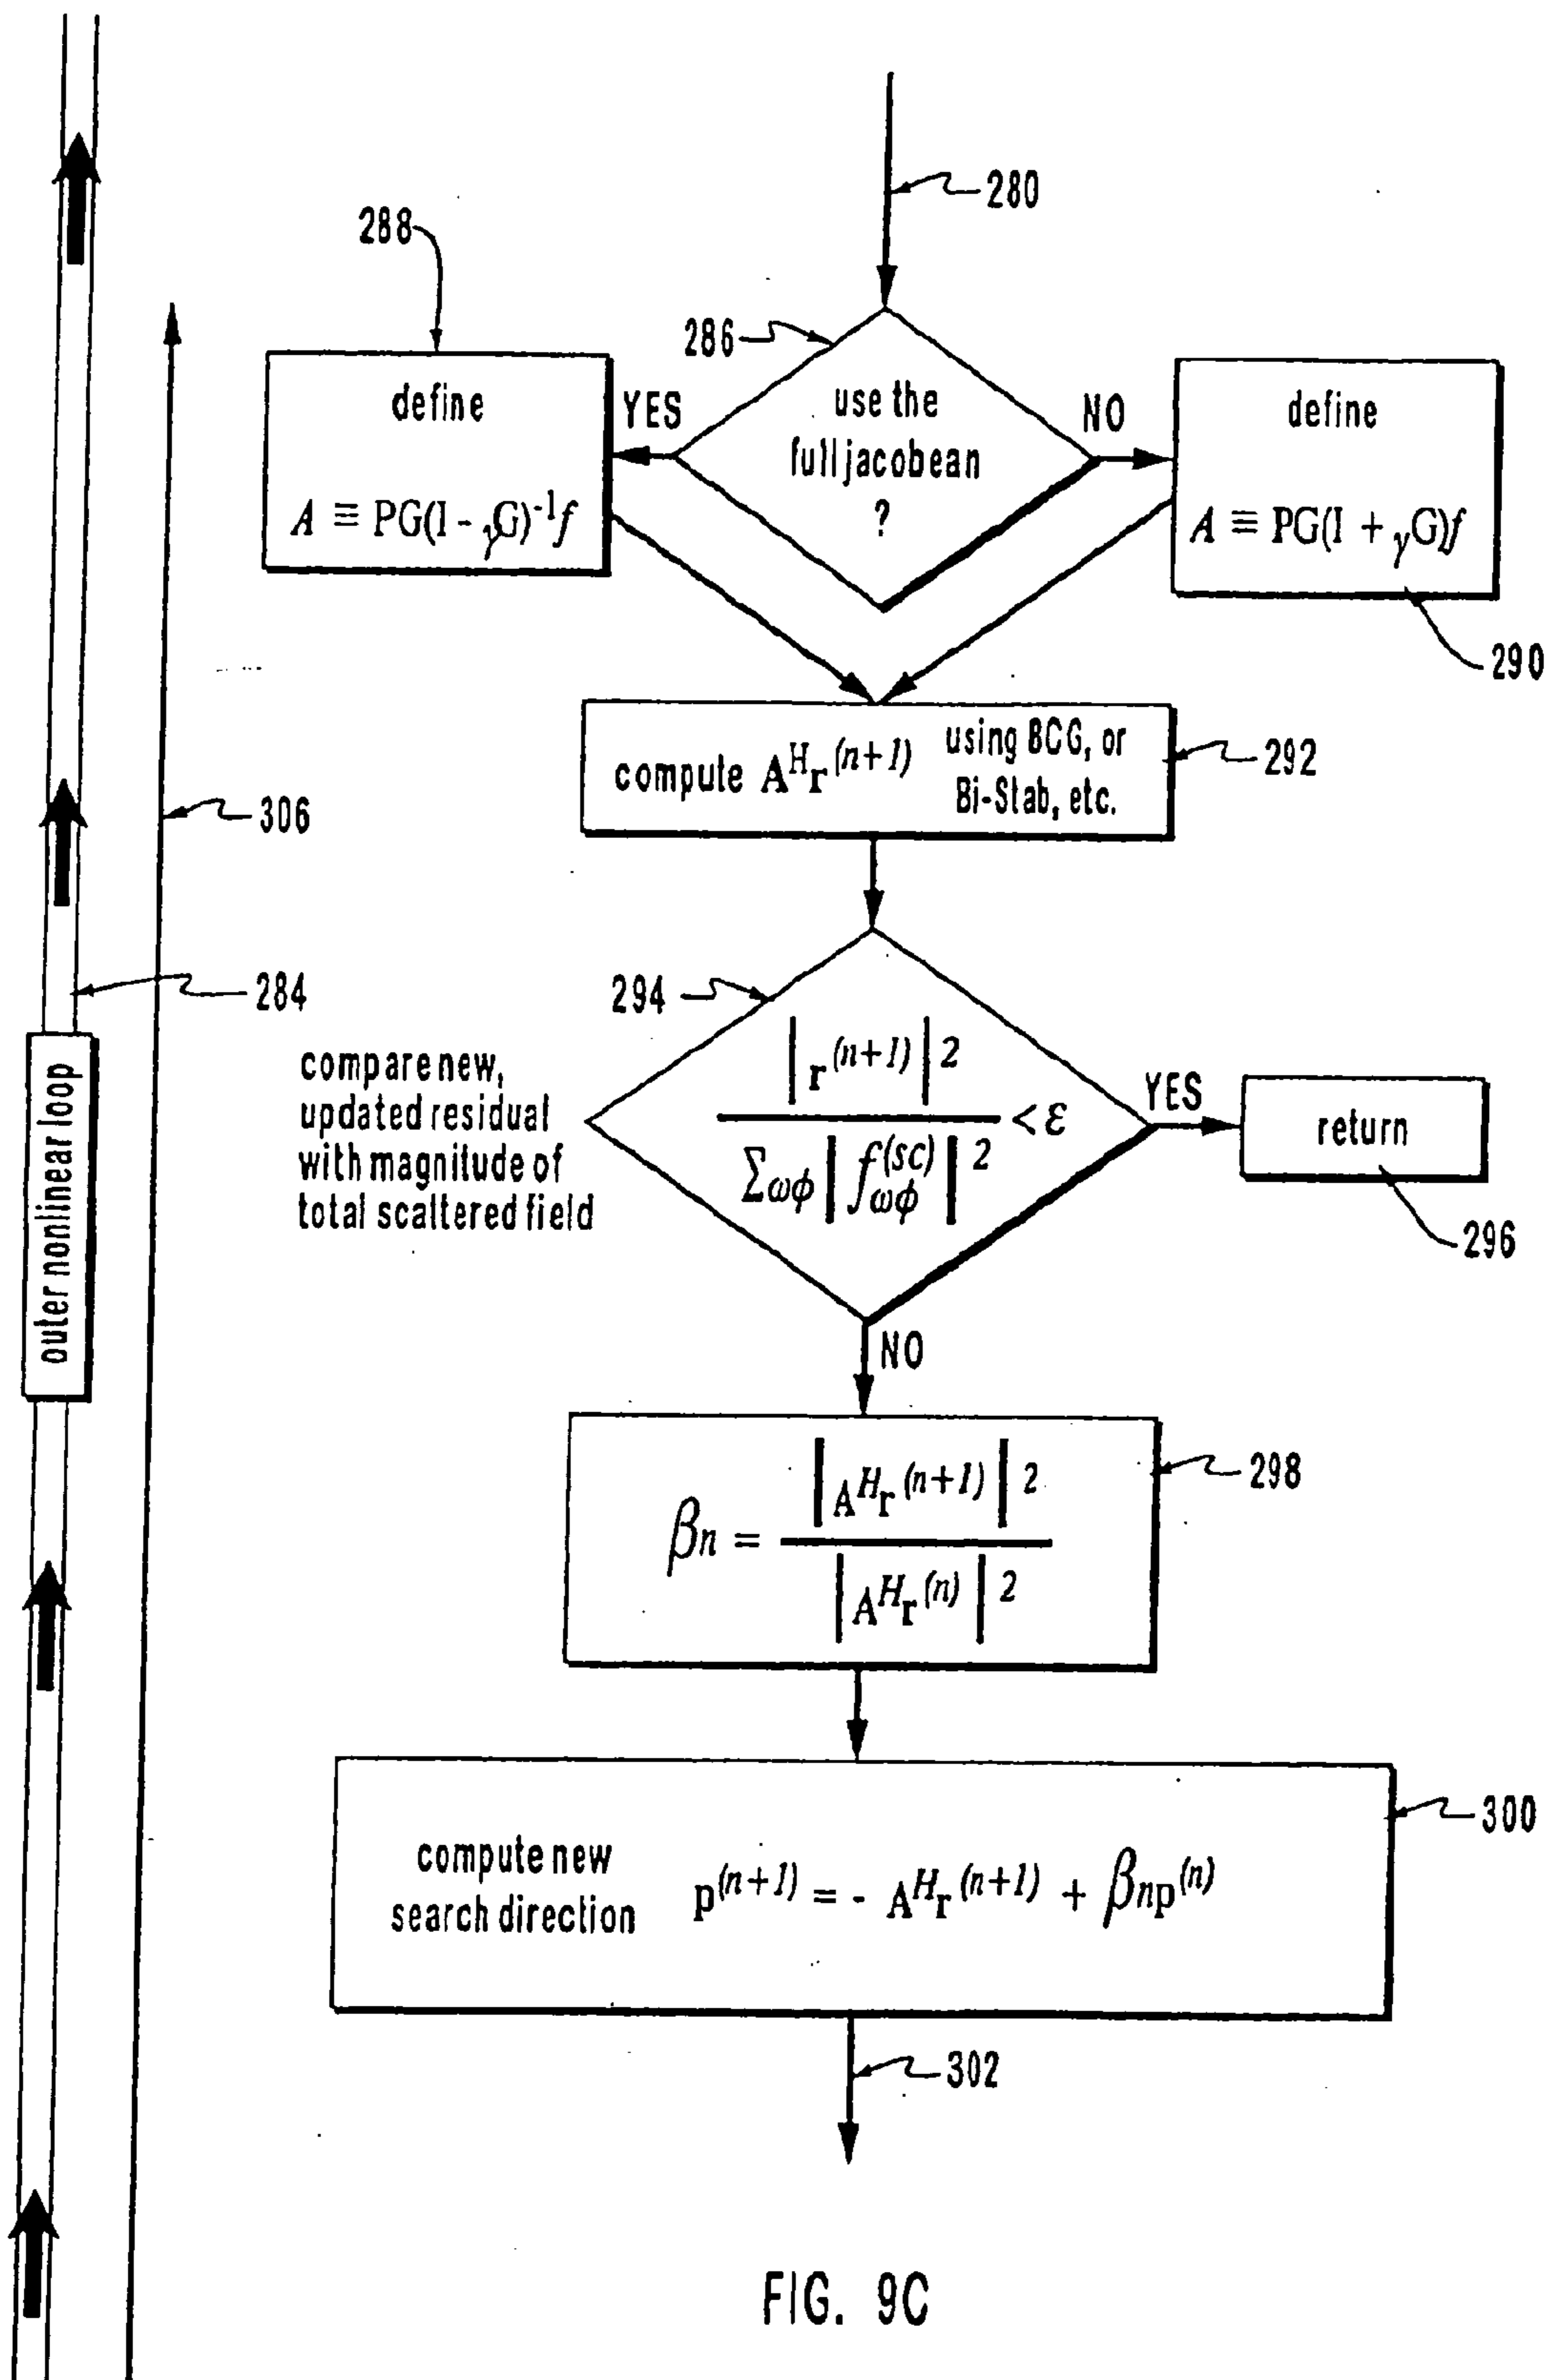 280
288
286
define
A ≡ PG(I - γG)⁻¹f
YES
use the
full jacobean
?
NO
define
A ≡ PG(I + γG)f
290
compute Aᴴr⁽ⁿ⁺¹⁾ using BCG, or
Bi-Stab, etc.
292
306
284
294
compare new,
updated residual
with magnitude of
total scattered field
|r^(n+1)|^2
Σωφ |f_ωφ^(sc)|^2
< ε
YES
return
296
outer nonlinear loop
NO
βn = |A^H r^(n+1)|^2
|A^H r^(n)|^2
298
compute new
search direction
p^(n+1) = - A^H r^(n+1) + βnp^(n)
300
302
FIG. 9C